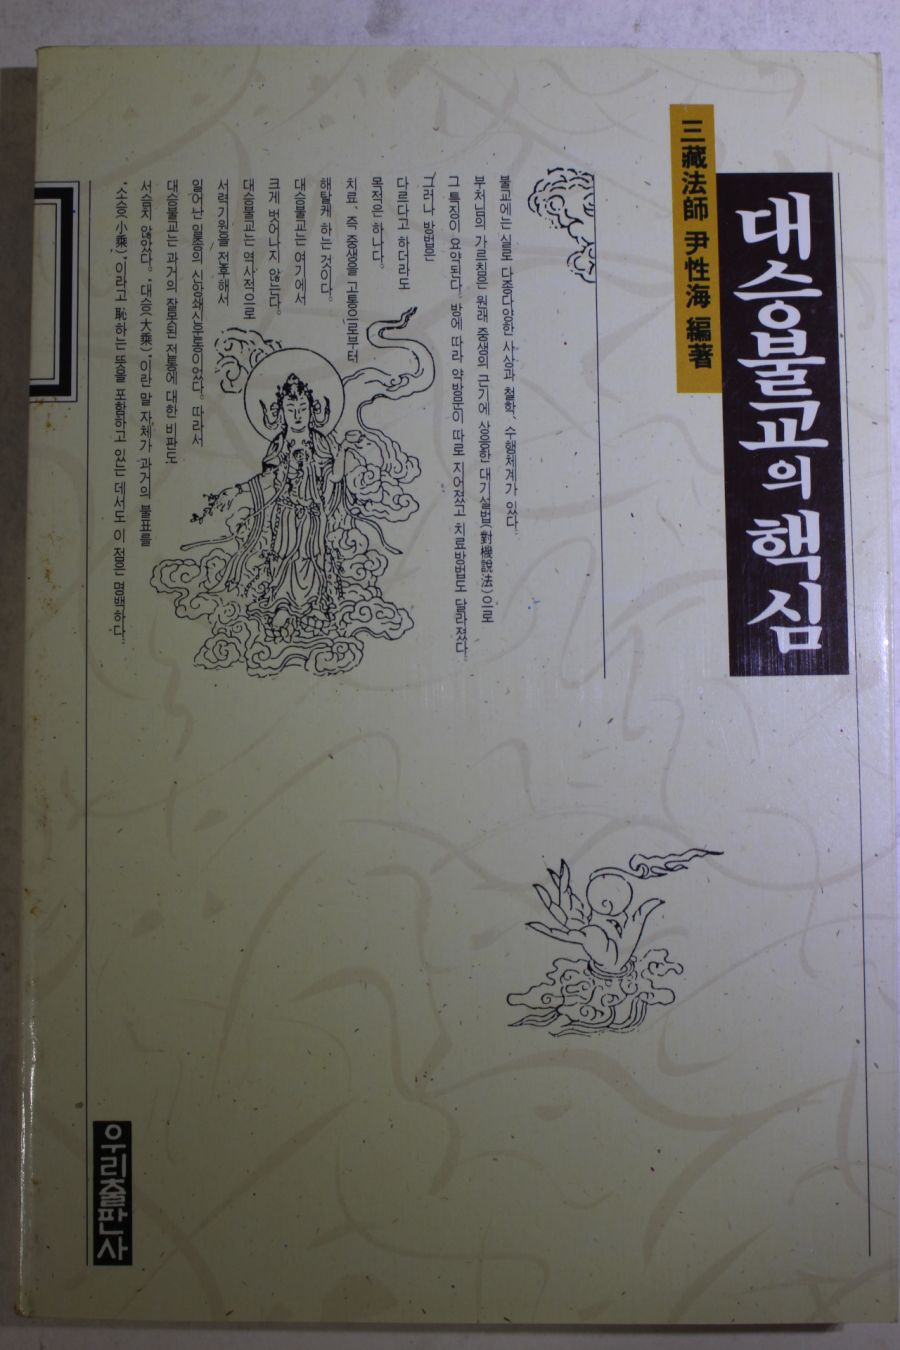 대승불교의 핵심
三藏法師 尹性海 編著
불교에는 실로 다종다양한 사상과 철학, 수행체계가 있다.
부처님의 가르침은 원래 중생의 근기에 상응한 대기설법(對機說法)으로
그 특징이 요약된다. 방에 따라 약방문이 따로 지어졌고 치료방법도 달라졌다.
그러나 방법은
다르다고 하더라도
목적은 하나다.
치료, 즉 중생을 고통으로부터
해탈케 하는 것이다.
대승불교는 여기에서
크게 벗어나지 않는다.
대승불교는 역사적으로
서력기원을 전후해서
일어난 일종의 신앙쇄신운동이었다. 따라서
대승불교는 과거의 잘못된 전통에 대한 비판도
서슴치 않았다. '대승(大乘)'이란 말 자체가 과거의 불표를
'소승(小乘)'이라고 恥하는 뜻을 포함하고 있는 데서도 이 점은 명백하다.
우리출판사